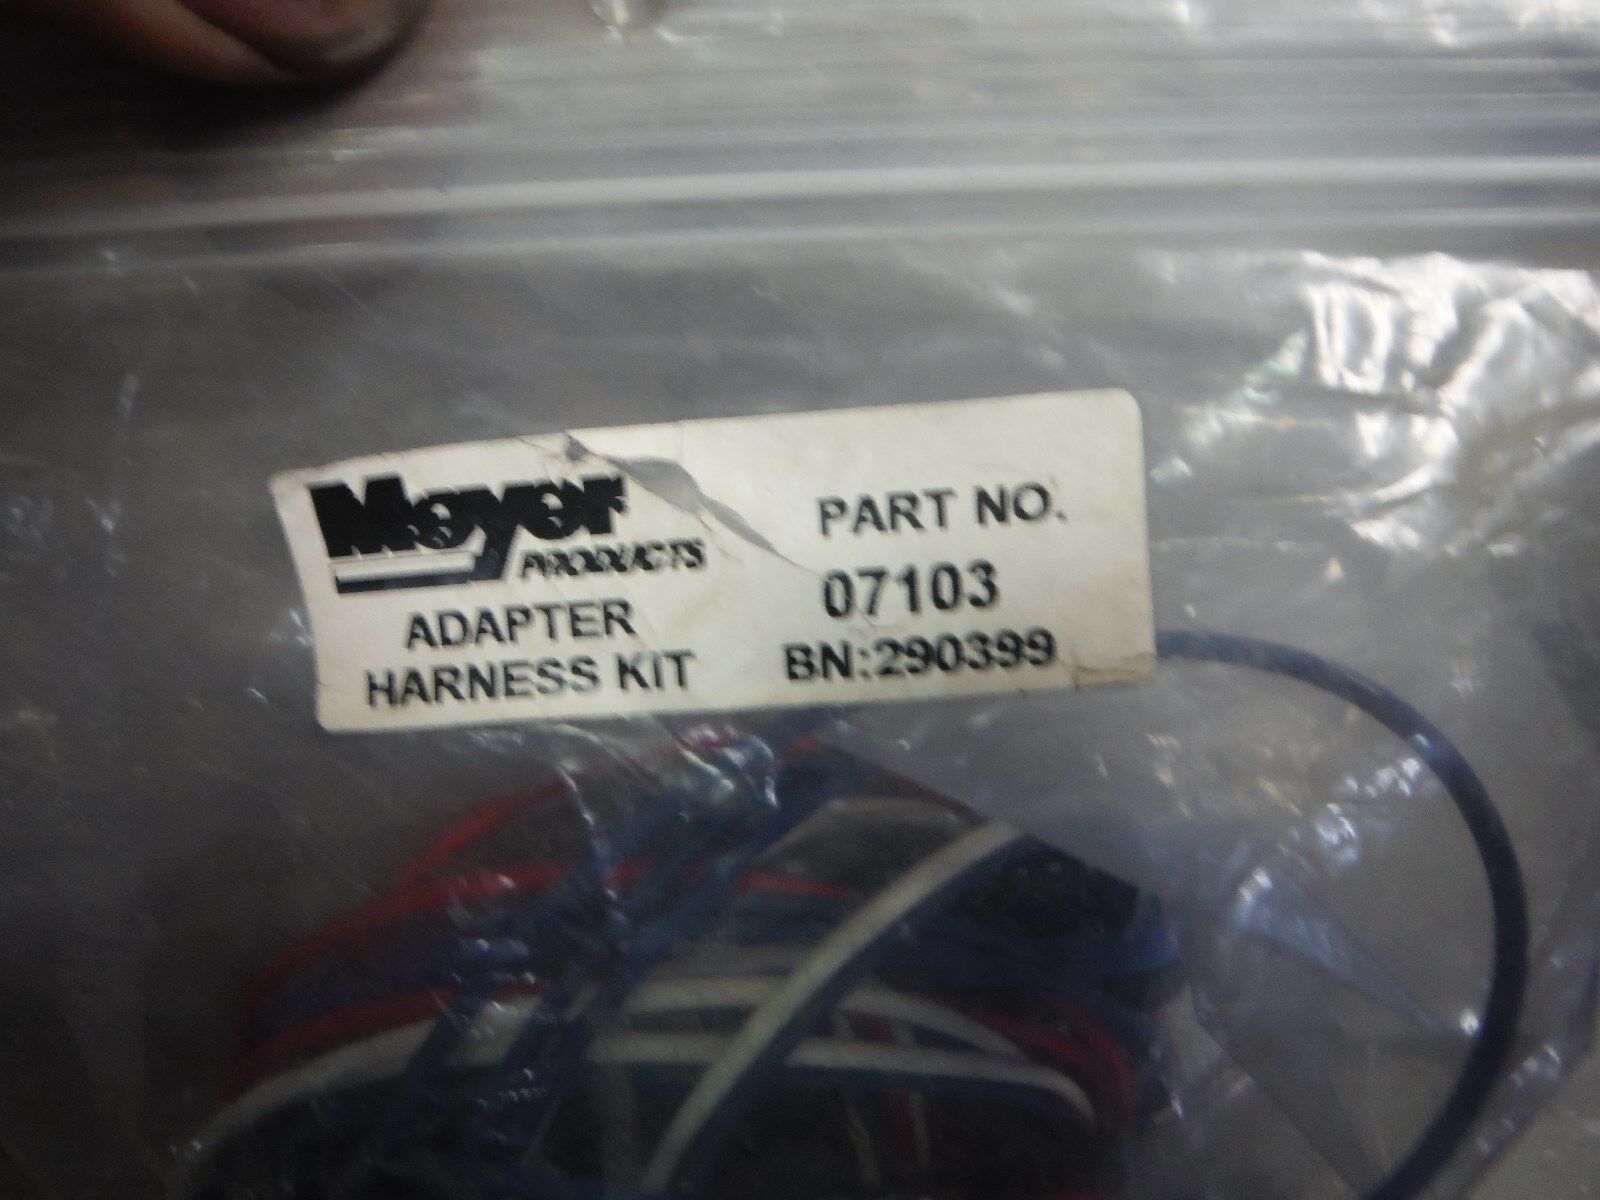 Meyer
PRODUCTS
ADAPTER
HARNESS KIT
PART NO.
07103
BN:290399